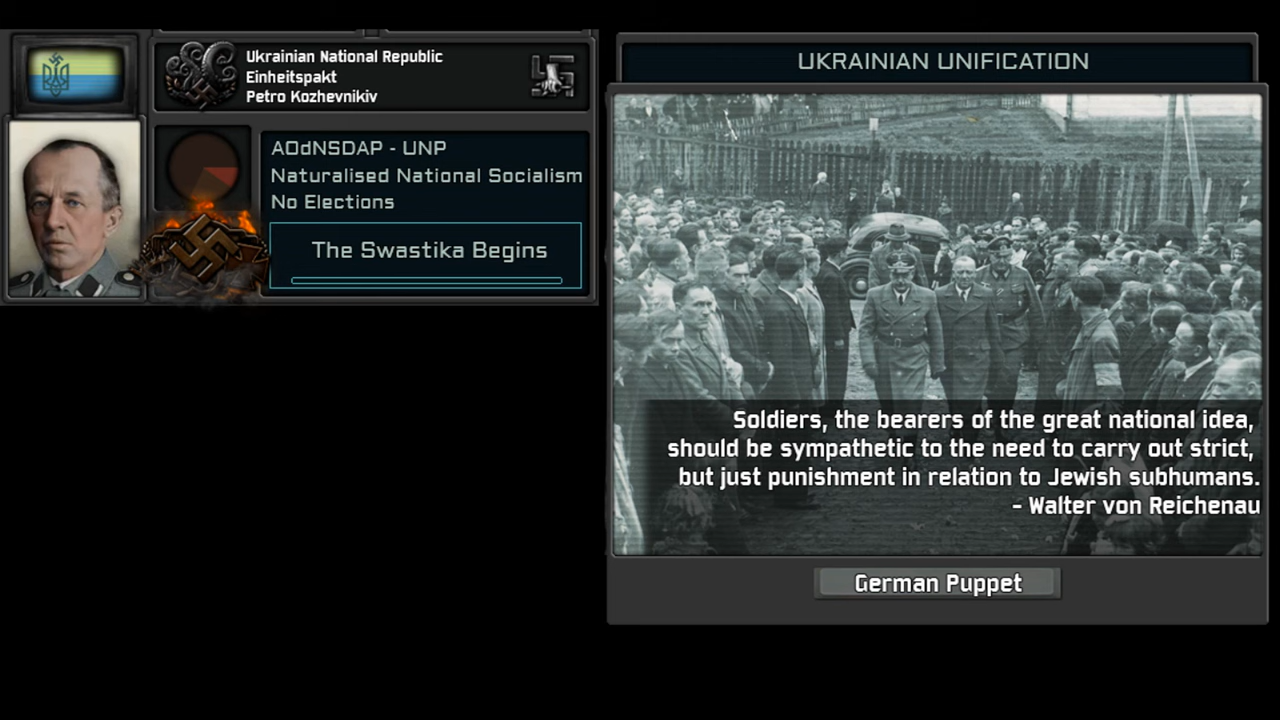 Ukrainian National Republic
Einheitspakt
Petro Kozhevnikiv
AOdNSDAP - UNP
Naturalised National Socialism
No Elections
The Swastika Begins
UKRAINIAN UNIFICATION
Soldiers, the bearers of the great national idea,
should be sympathetic to the need to carry out strict,
but just punishment in relation to Jewish subhumans.
- Walter von Reichenau
German Puppet